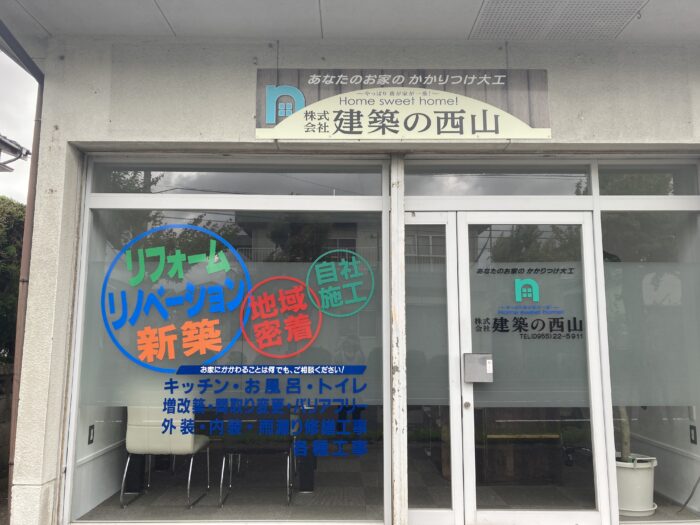 あなたのお家の かかりつけ大工
n
～やっぱり 我が家が一番！～
Home sweet home!
株式会社 建築の西山
リフォーム
リノベーション
新築
地域
密着
自社
施工
お家にかかわることは何でも、ご相談ください！
キッチン・お風呂・トイレ
増改築・間取り変更・バリアフリー
外装・内装・雨漏り修繕工事
各種工事
あなたのお家の かかりつけ大工
n
Home sweet home!
株式会社 建築の西山
TEL(0955)22-5911